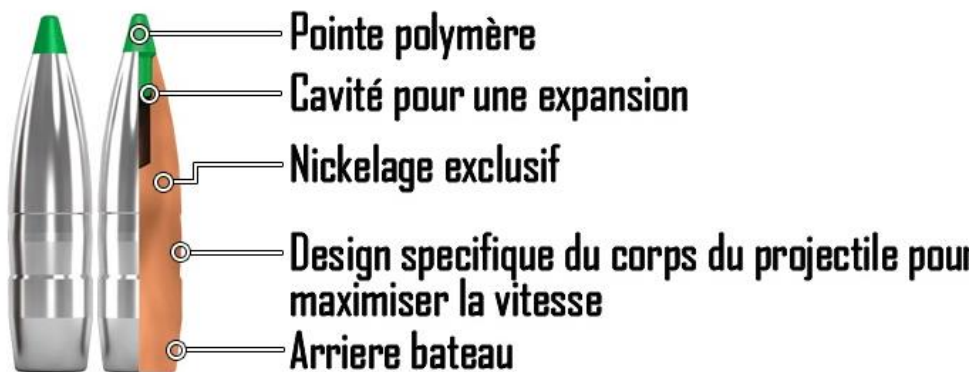 Pointe polymère
Cavité pour une expansion
Nickelage exclusif
Design specifique du corps du projectile pour
maximiser la vitesse
Arriere bateau